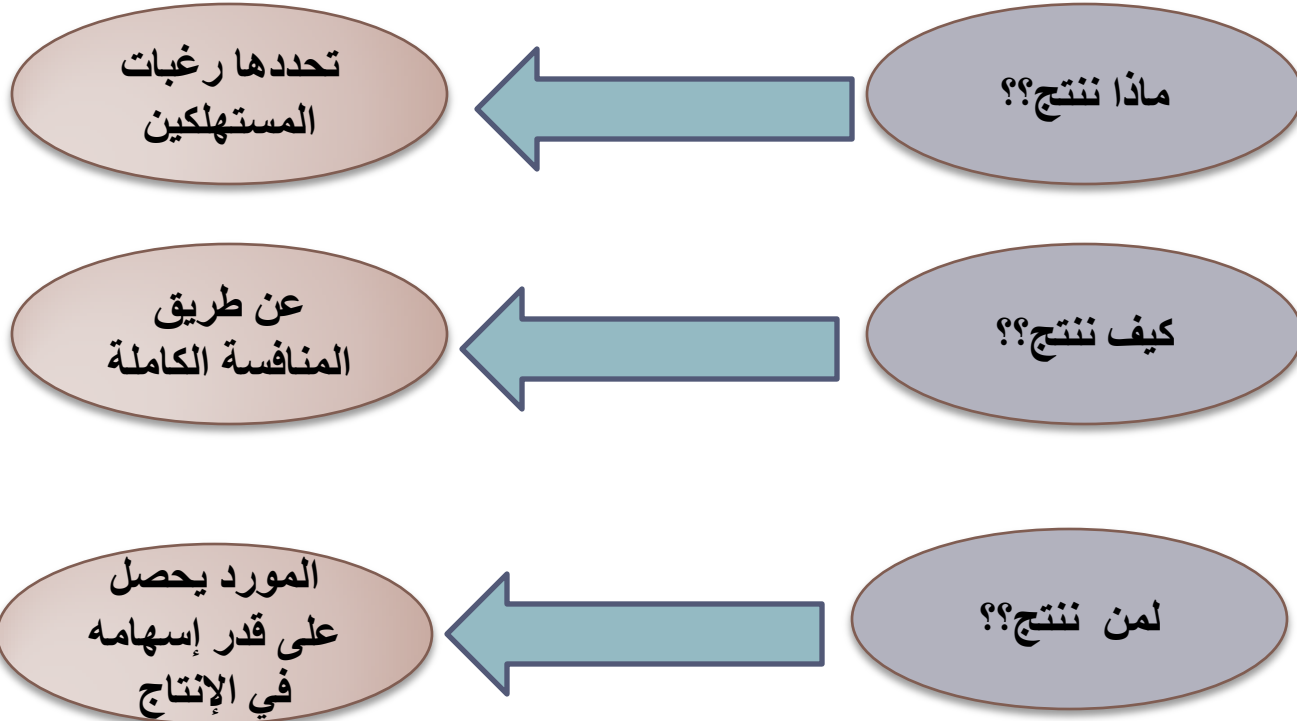 ماذا ننتج؟؟
تحددها رغبات
المستهلكين
كيف ننتج؟؟
عن طريق
المنافسة الكاملة
لمن ننتج؟؟
المورد يحصل
على قدر إسهامه
في الإنتاج